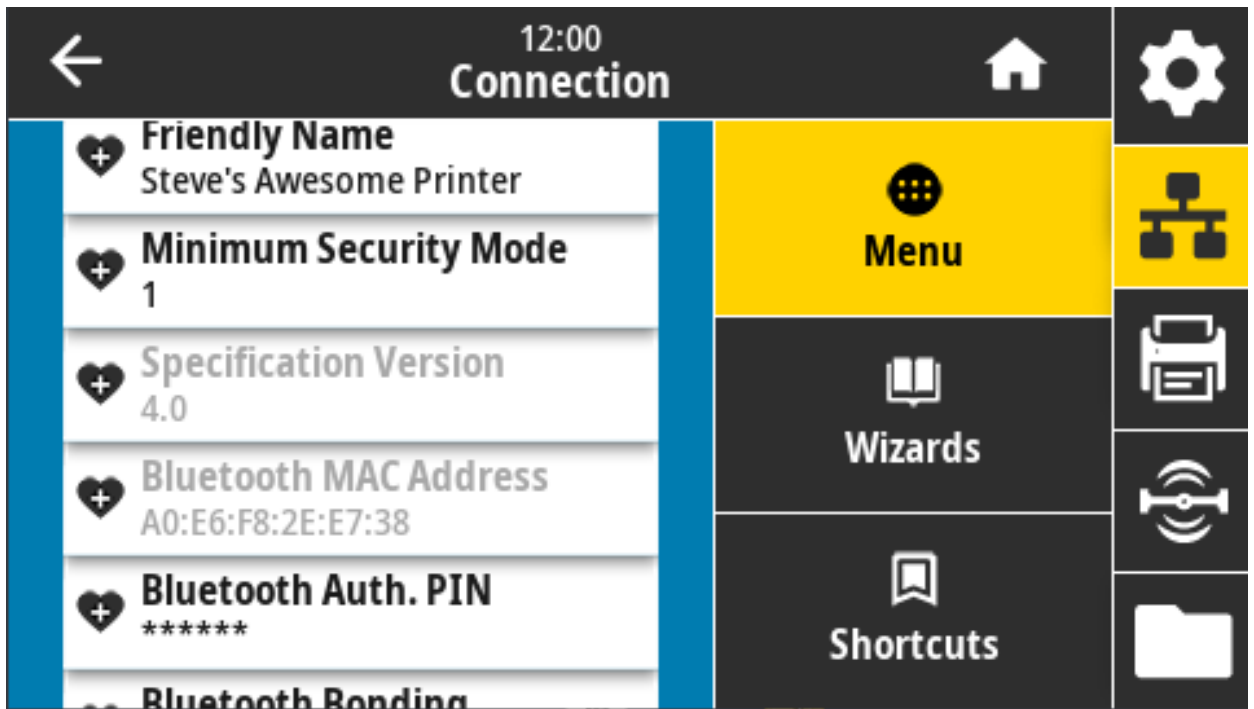 12:00
Connection
Friendly Name
Steve's Awesome Printer
Minimum Security Mode
1
Specification Version
4.0
Bluetooth MAC Address
A0:E6:F8:2E:E7:38
Bluetooth Auth. PIN
******
Bluetooth Bonding
Menu
Wizards
Shortcuts